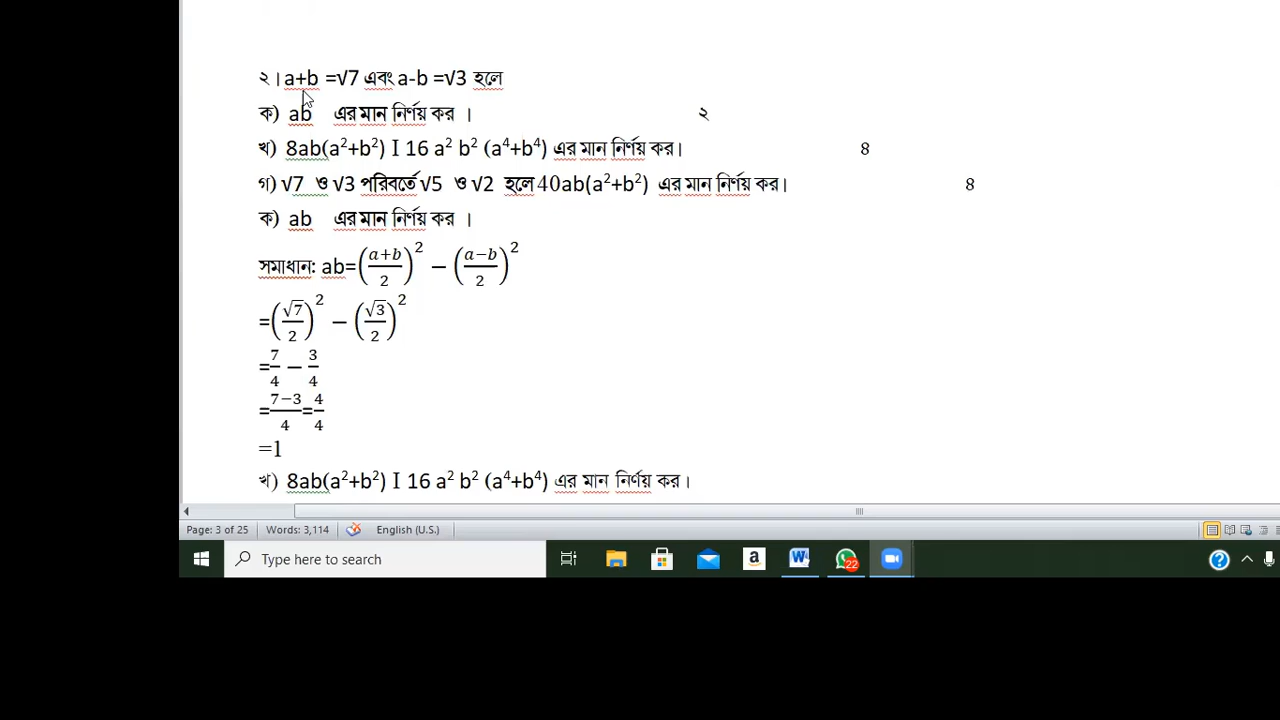 ২। a+b =√7 এবং a-b =√3 হলে
ক) ab এর মান নির্ণয় কর । ২
খ) 8ab(a²+b²) I 16 a² b² (a⁴+b⁴) এর মান নির্ণয় কর। 8
গ) √7 ও √3 পরিবর্তে √5 ও √2 হলে 40ab(a²+b²) এর মান নির্ণয় কর। 8
ক) ab এর মান নির্ণয় কর ।
সমাধান: ab=((a+b)/2)² − ((a−b)/2)²
=(√7/2)² − (√3/2)²
=7/4 − 3/4
=(7−3)/4=4/4
=1
খ) 8ab(a²+b²) I 16 a² b² (a⁴+b⁴) এর মান নির্ণয় কর।
Page: 3 of 25 Words: 3,114 English (U.S.)
Type here to search 22